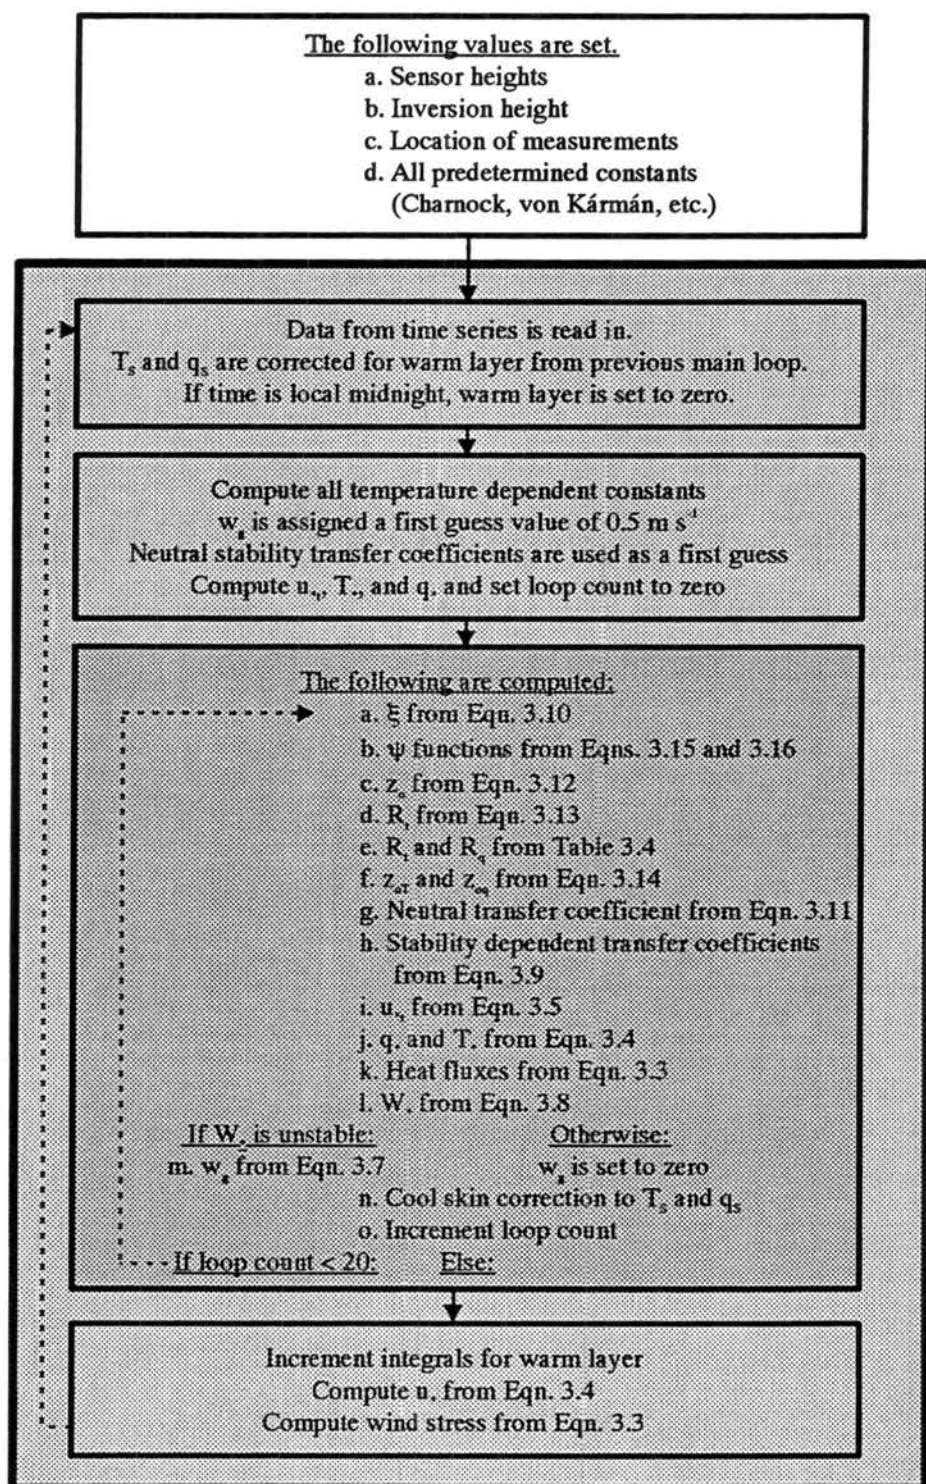 The following values are set.
a. Sensor heights
b. Inversion height
c. Location of measurements
d. All predetermined constants
(Charnock, von Kármán, etc.)
Data from time series is read in.
Tₛ and qₛ are corrected for warm layer from previous main loop.
If time is local midnight, warm layer is set to zero.
Compute all temperature dependent constants
w_g is assigned a first guess value of 0.5 m s⁻¹
Neutral stability transfer coefficients are used as a first guess
Compute u, T*, and q* and set loop count to zero
The following are computed:
a. ξ from Eqn. 3.10
b. ψ functions from Eqns. 3.15 and 3.16
c. zₒ from Eqn. 3.12
d. Rᵣ from Eqn. 3.13
e. Rₜ and R_q from Table 3.4
f. z_oT and z_oq from Eqn. 3.14
g. Neutral transfer coefficient from Eqn. 3.11
h. Stability dependent transfer coefficients
from Eqn. 3.9
i. u from Eqn. 3.5
j. q* and T* from Eqn. 3.4
k. Heat fluxes from Eqn. 3.3
l. W* from Eqn. 3.8
If W* is unstable: Otherwise:
m. w_g from Eqn. 3.7 w_g is set to zero
n. Cool skin correction to Tₛ and qₛ
o. Increment loop count
If loop count < 20: Else:
Increment integrals for warm layer
Compute u* from Eqn. 3.4
Compute wind stress from Eqn. 3.3